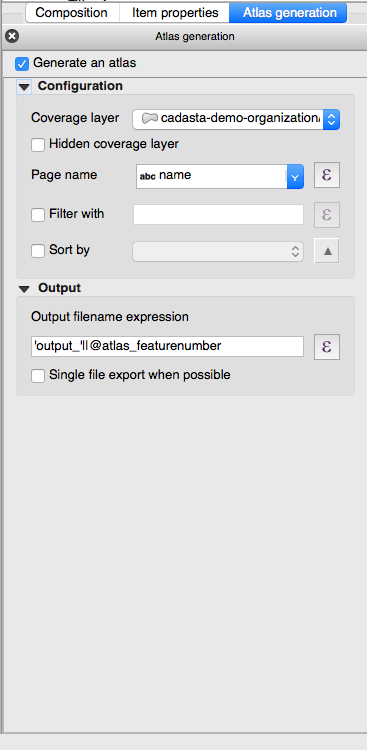 Composition Item properties Atlas generation
Atlas generation
Generate an atlas
Configuration
Coverage layer cadasta-demo-organization/
Hidden coverage layer
Page name abc name ε
Filter with ε
Sort by
Output
Output filename expression
'output_'||@atlas_featurenumber ε
Single file export when possible